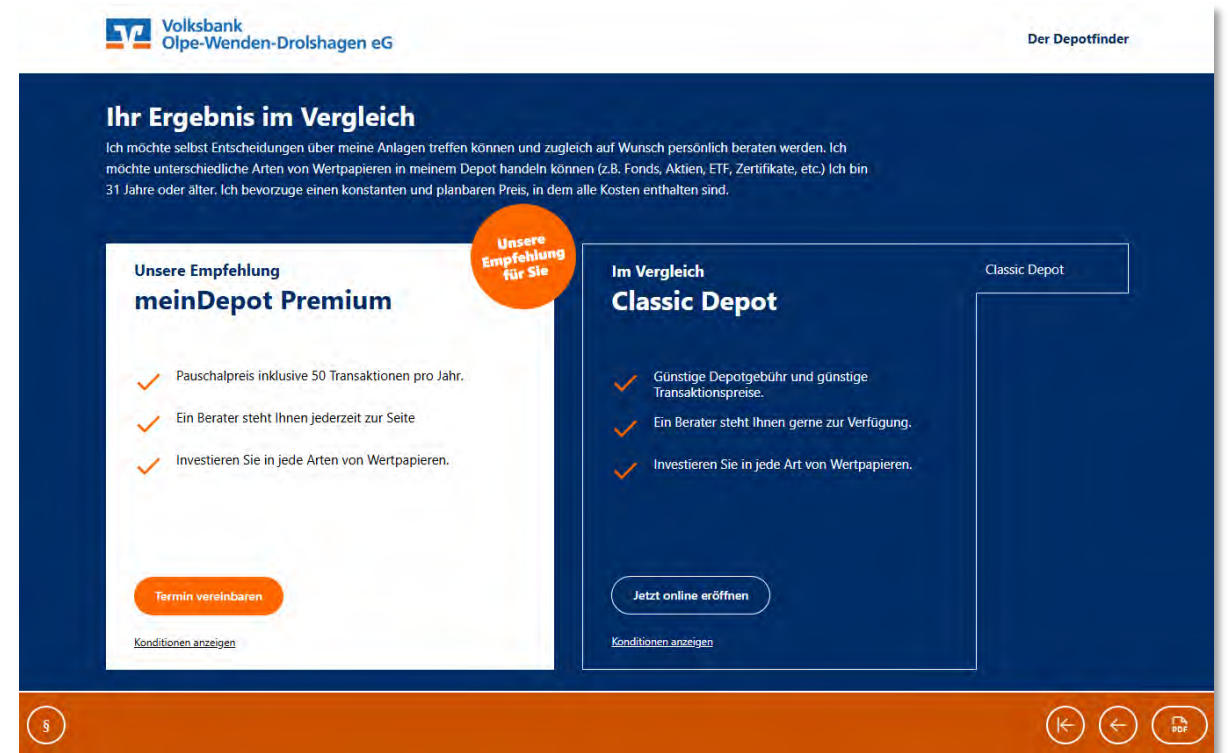 Volksbank
Olpe-Wenden-Drolshagen eG
Der Depotfinder
Ihr Ergebnis im Vergleich
Ich möchte selbst Entscheidungen über meine Anlagen treffen können und zugleich auf Wunsch persönlich beraten werden. Ich
möchte unterschiedliche Arten von Wertpapieren in meinem Depot handeln können (z.B. Fonds, Aktien, ETF, Zertifikate, etc.) Ich bin
31 Jahre oder älter. Ich bevorzuge einen konstanten und planbaren Preis, in dem alle Kosten enthalten sind.
Unsere
Empfehlung
für Sie
Unsere Empfehlung
meinDepot Premium
Pauschalpreis inklusive 50 Transaktionen pro Jahr.
Ein Berater steht Ihnen jederzeit zur Seite
Investieren Sie in jede Arten von Wertpapieren.
Termin vereinbaren
Konditionen anzeigen
Im Vergleich
Classic Depot
Classic Depot
Günstige Depotgebühr und günstige
Transaktionspreise.
Ein Berater steht Ihnen gerne zur Verfügung.
Investieren Sie in jede Art von Wertpapieren.
Jetzt online eröffnen
Konditionen anzeigen
§
PDF